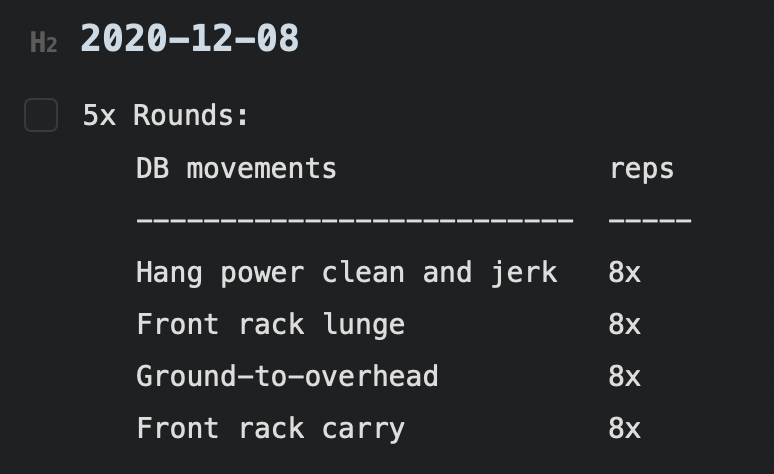 H2 2020-12-08
5x Rounds:
DB movements reps
-------------------------- -----
Hang power clean and jerk 8x
Front rack lunge 8x
Ground-to-overhead 8x
Front rack carry 8x